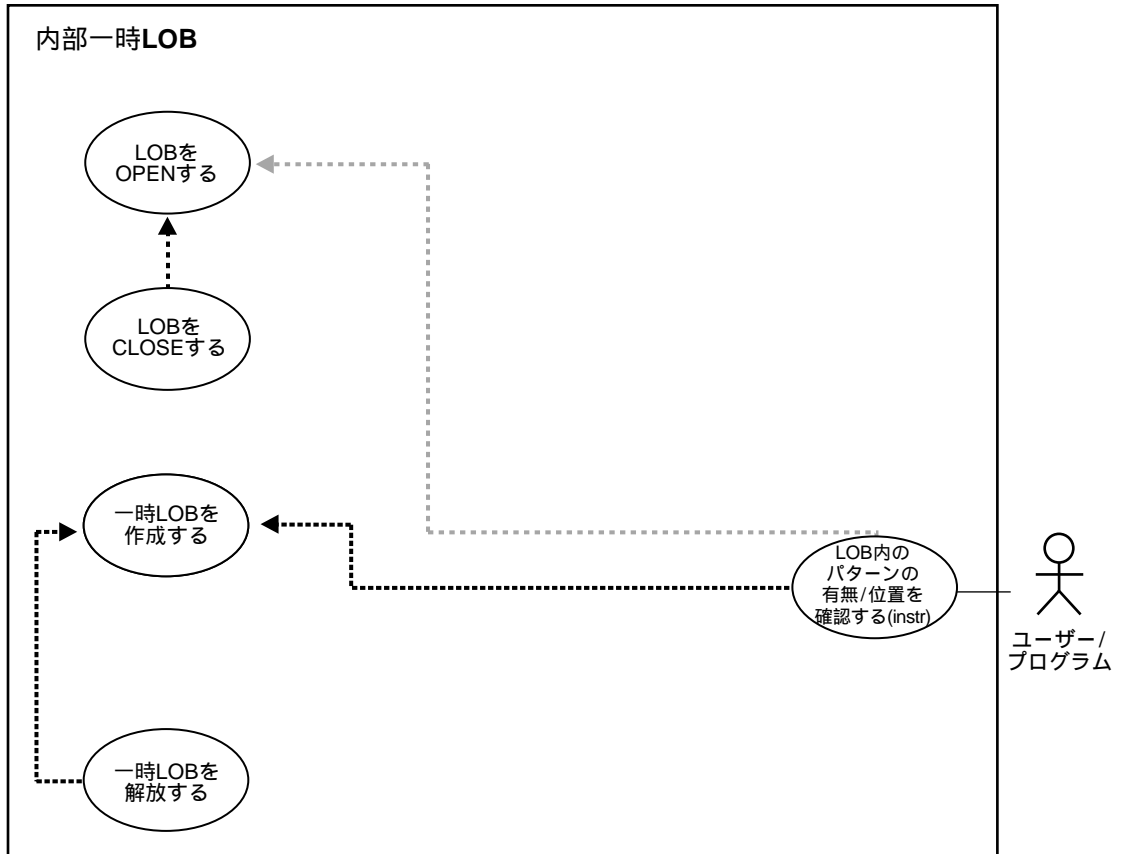 内部一時LOB
LOBを
OPENする
LOBを
CLOSEする
一時LOBを
作成する
LOB内の
パターンの
有無/位置を
確認する(instr)
ユーザー/
プログラム
一時LOBを
解放する